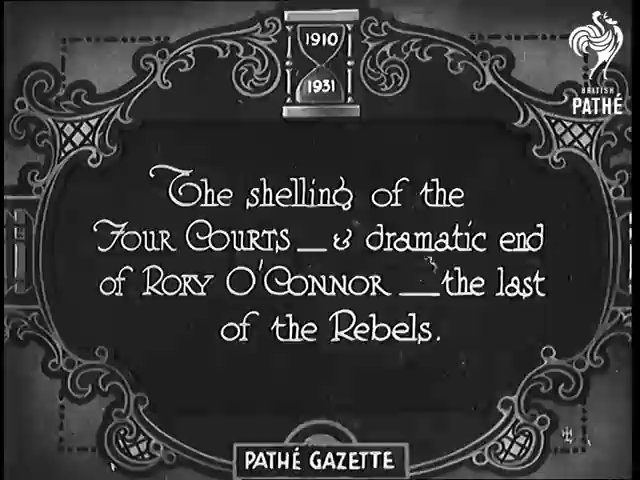 1910
1931
BRITISH
PATHÉ
The shelling of the
FOUR COURTS — & dramatic end
of RORY O'CONNOR — the last
of the Rebels.
PATHÉ GAZETTE